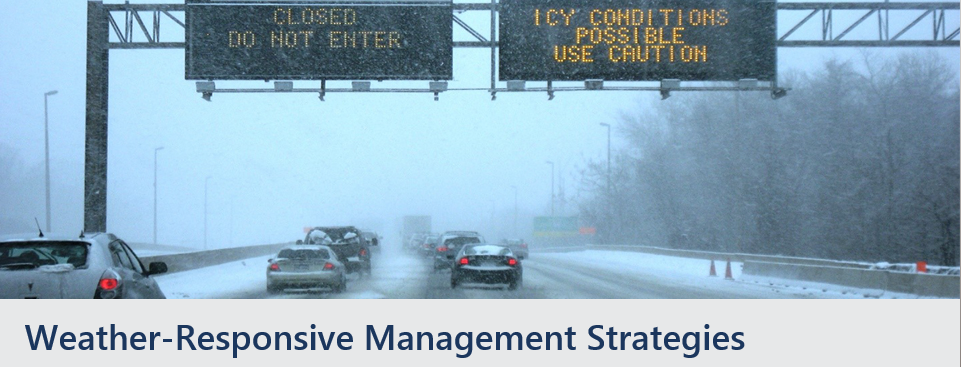 CLOSED
DO NOT ENTER
ICY CONDITIONS
POSSIBLE
USE CAUTION
Weather-Responsive Management Strategies